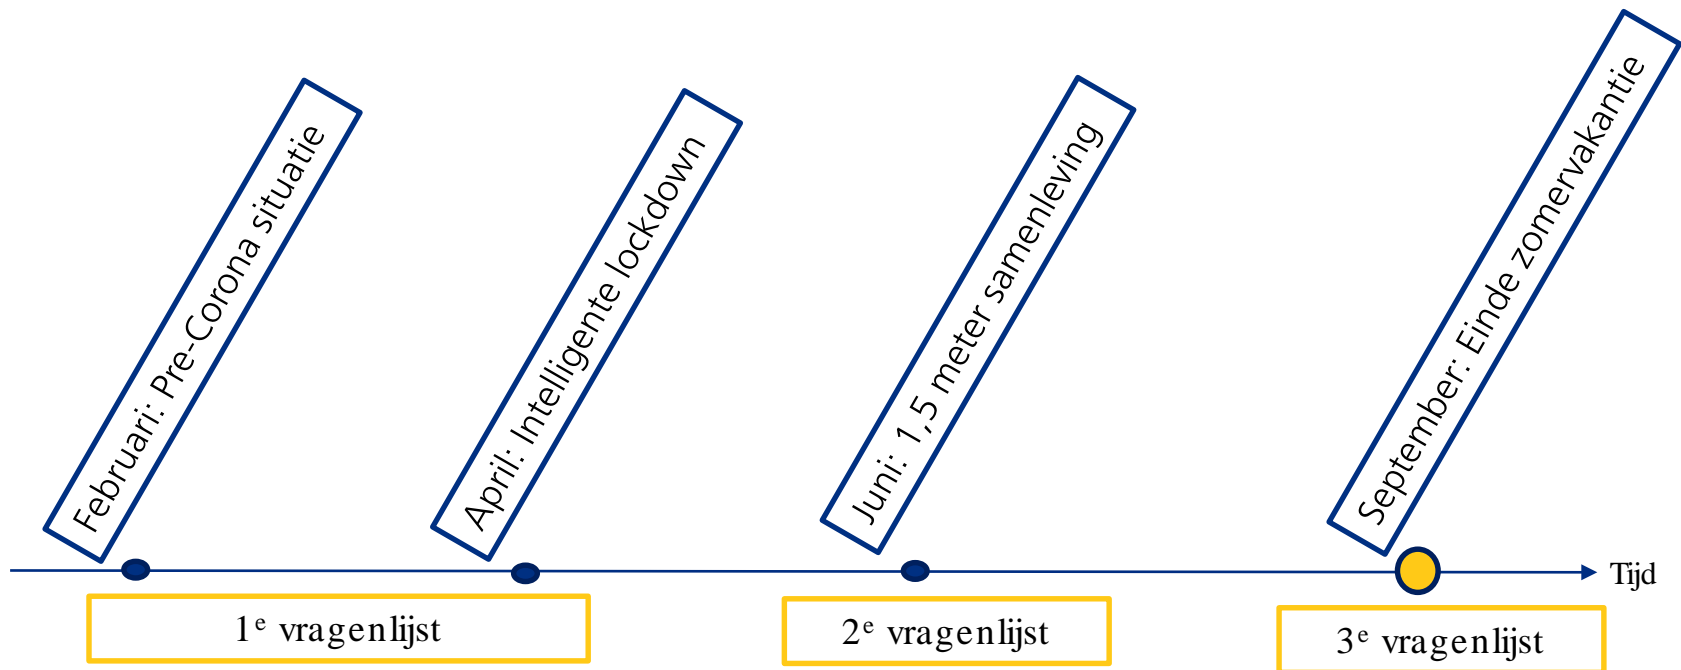 Februari: Pre-Corona situatie
April: Intelligente lockdown
Juni: 1,5 meter samenleving
September: Einde zomervakantie
Tijd
1e vragenlijst
2e vragenlijst
3e vragenlijst